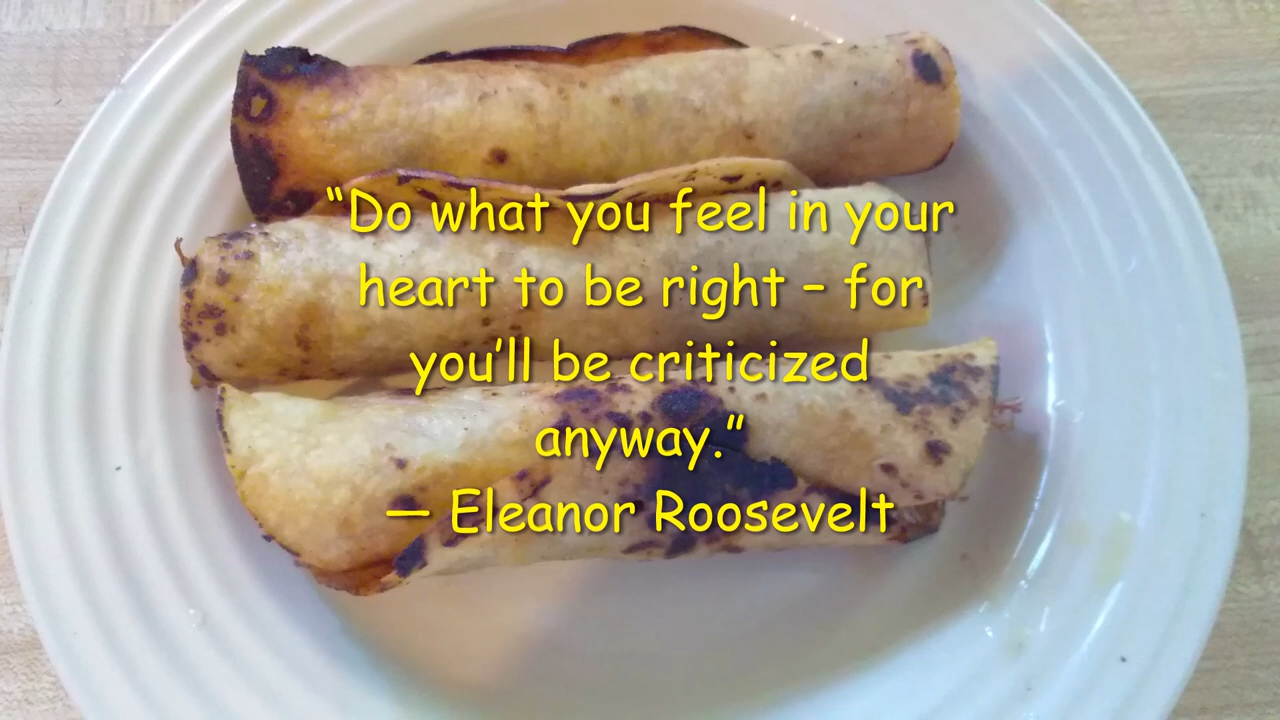 “Do what you feel in your
heart to be right – for
you’ll be criticized
anyway.”
— Eleanor Roosevelt